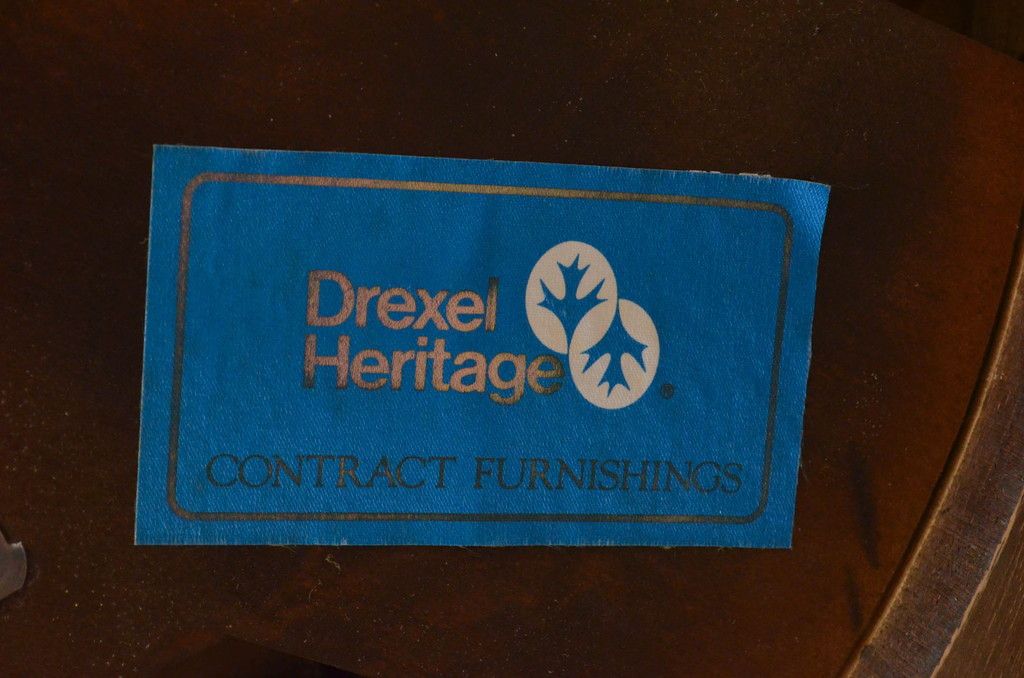 Drexel
Heritage ®
CONTRACT FURNISHINGS